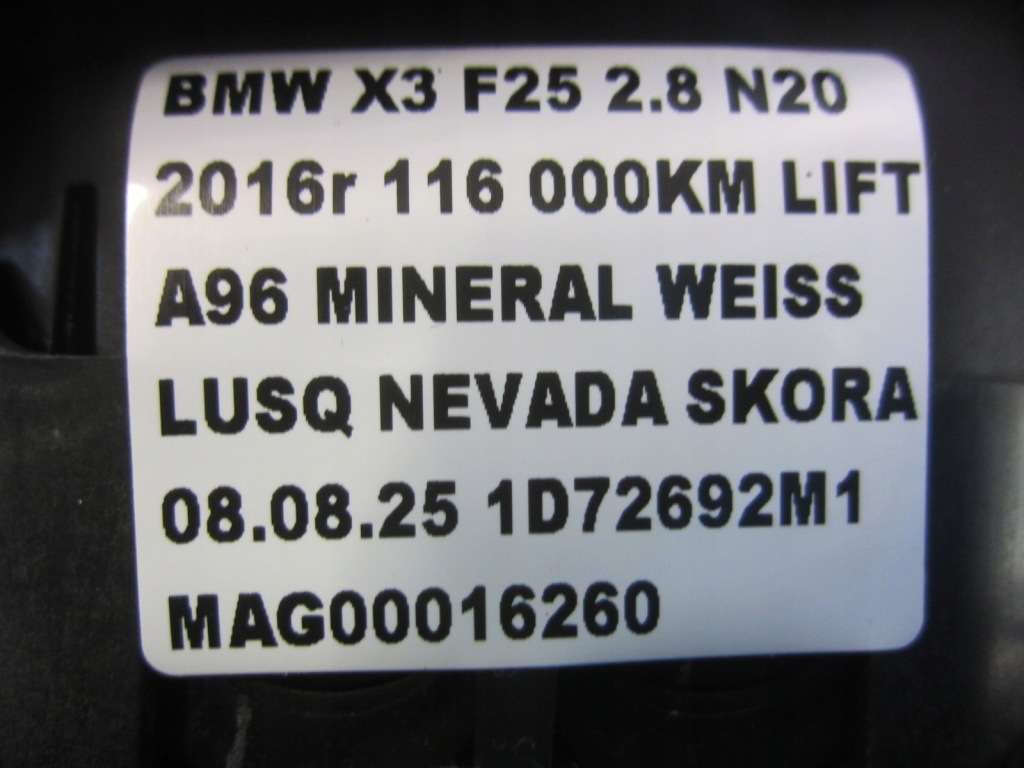 BMW X3 F25 2.8 N20
2016r 116 000KM LIFT
A96 MINERAL WEISS
LUSQ NEVADA SKORA
08.08.25 1D72692M1
MAG00016260